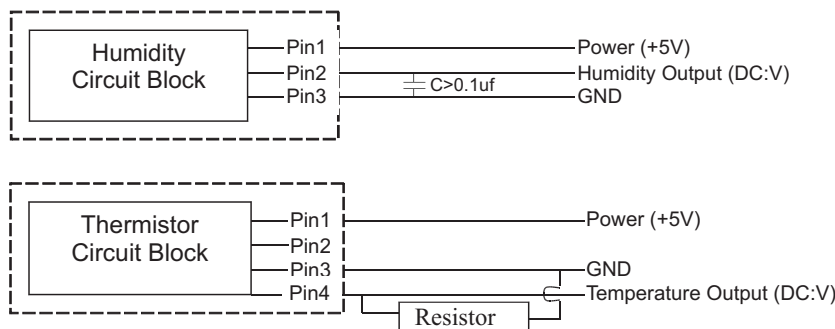 Humidity
Circuit Block
Pin1
Power (+5V)
Pin2
Humidity Output (DC:V)
C>0.1uf
Pin3
GND
Thermistor
Circuit Block
Pin1
Power (+5V)
Pin2
Pin3
GND
Pin4
Temperature Output (DC:V)
Resistor